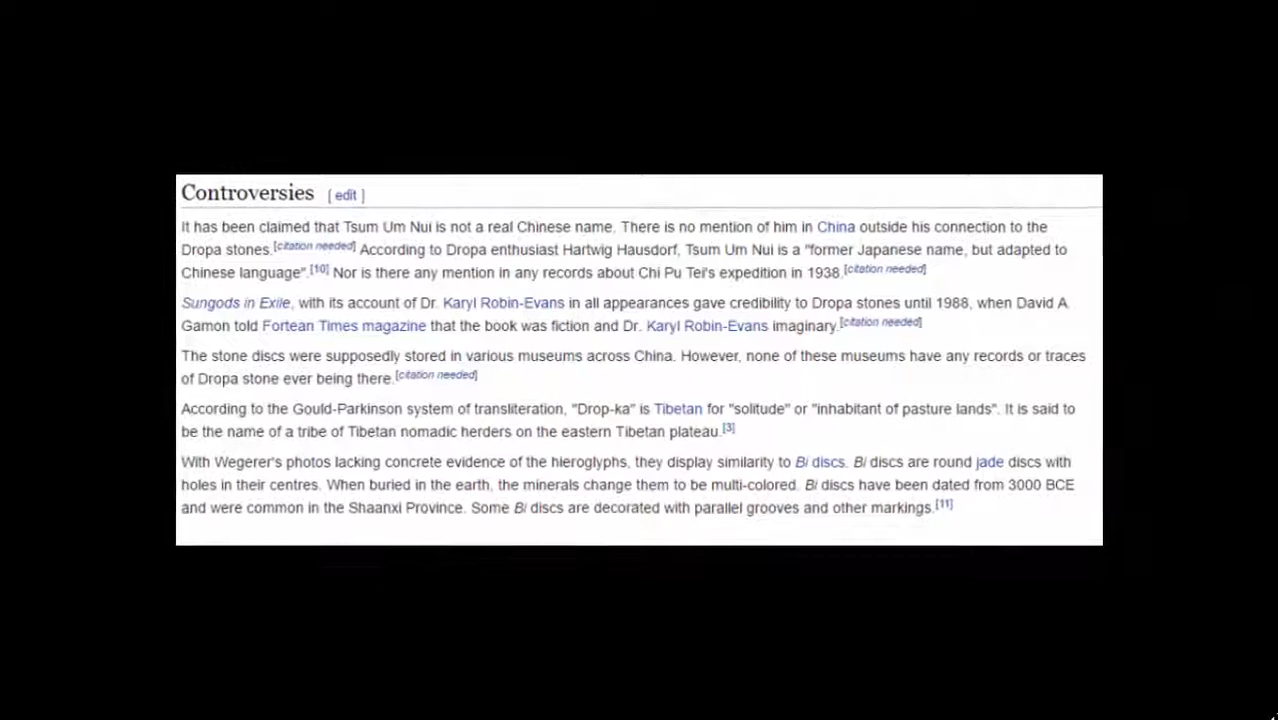 Controversies [ edit ]
It has been claimed that Tsum Um Nui is not a real Chinese name. There is no mention of him in China outside his connection to the
Dropa stones.[citation needed] According to Dropa enthusiast Hartwig Hausdorf, Tsum Um Nui is a "former Japanese name, but adapted to
Chinese language".[10] Nor is there any mention in any records about Chi Pu Tei's expedition in 1938.[citation needed]
Sungods in Exile, with its account of Dr. Karyl Robin-Evans in all appearances gave credibility to Dropa stones until 1988, when David A
Gamon told Fortean Times magazine that the book was fiction and Dr. Karyl Robin-Evans imaginary.[citation needed]
The stone discs were supposedly stored in various museums across China. However, none of these museums have any records or traces
of Dropa stone ever being there.[citation needed]
According to the Gould-Parkinson system of transliteration, "Drop-ka" is Tibetan for "solitude" or "inhabitant of pasture lands". It is said to
be the name of a tribe of Tibetan nomadic herders on the eastern Tibetan plateau.[3]
With Wegerer's photos lacking concrete evidence of the hieroglyphs, they display similarity to Bi discs. Bi discs are round jade discs with
holes in their centres. When buried in the earth, the minerals change them to be multi-colored. Bi discs have been dated from 3000 BCE
and were common in the Shaanxi Province. Some Bi discs are decorated with parallel grooves and other markings.[11]